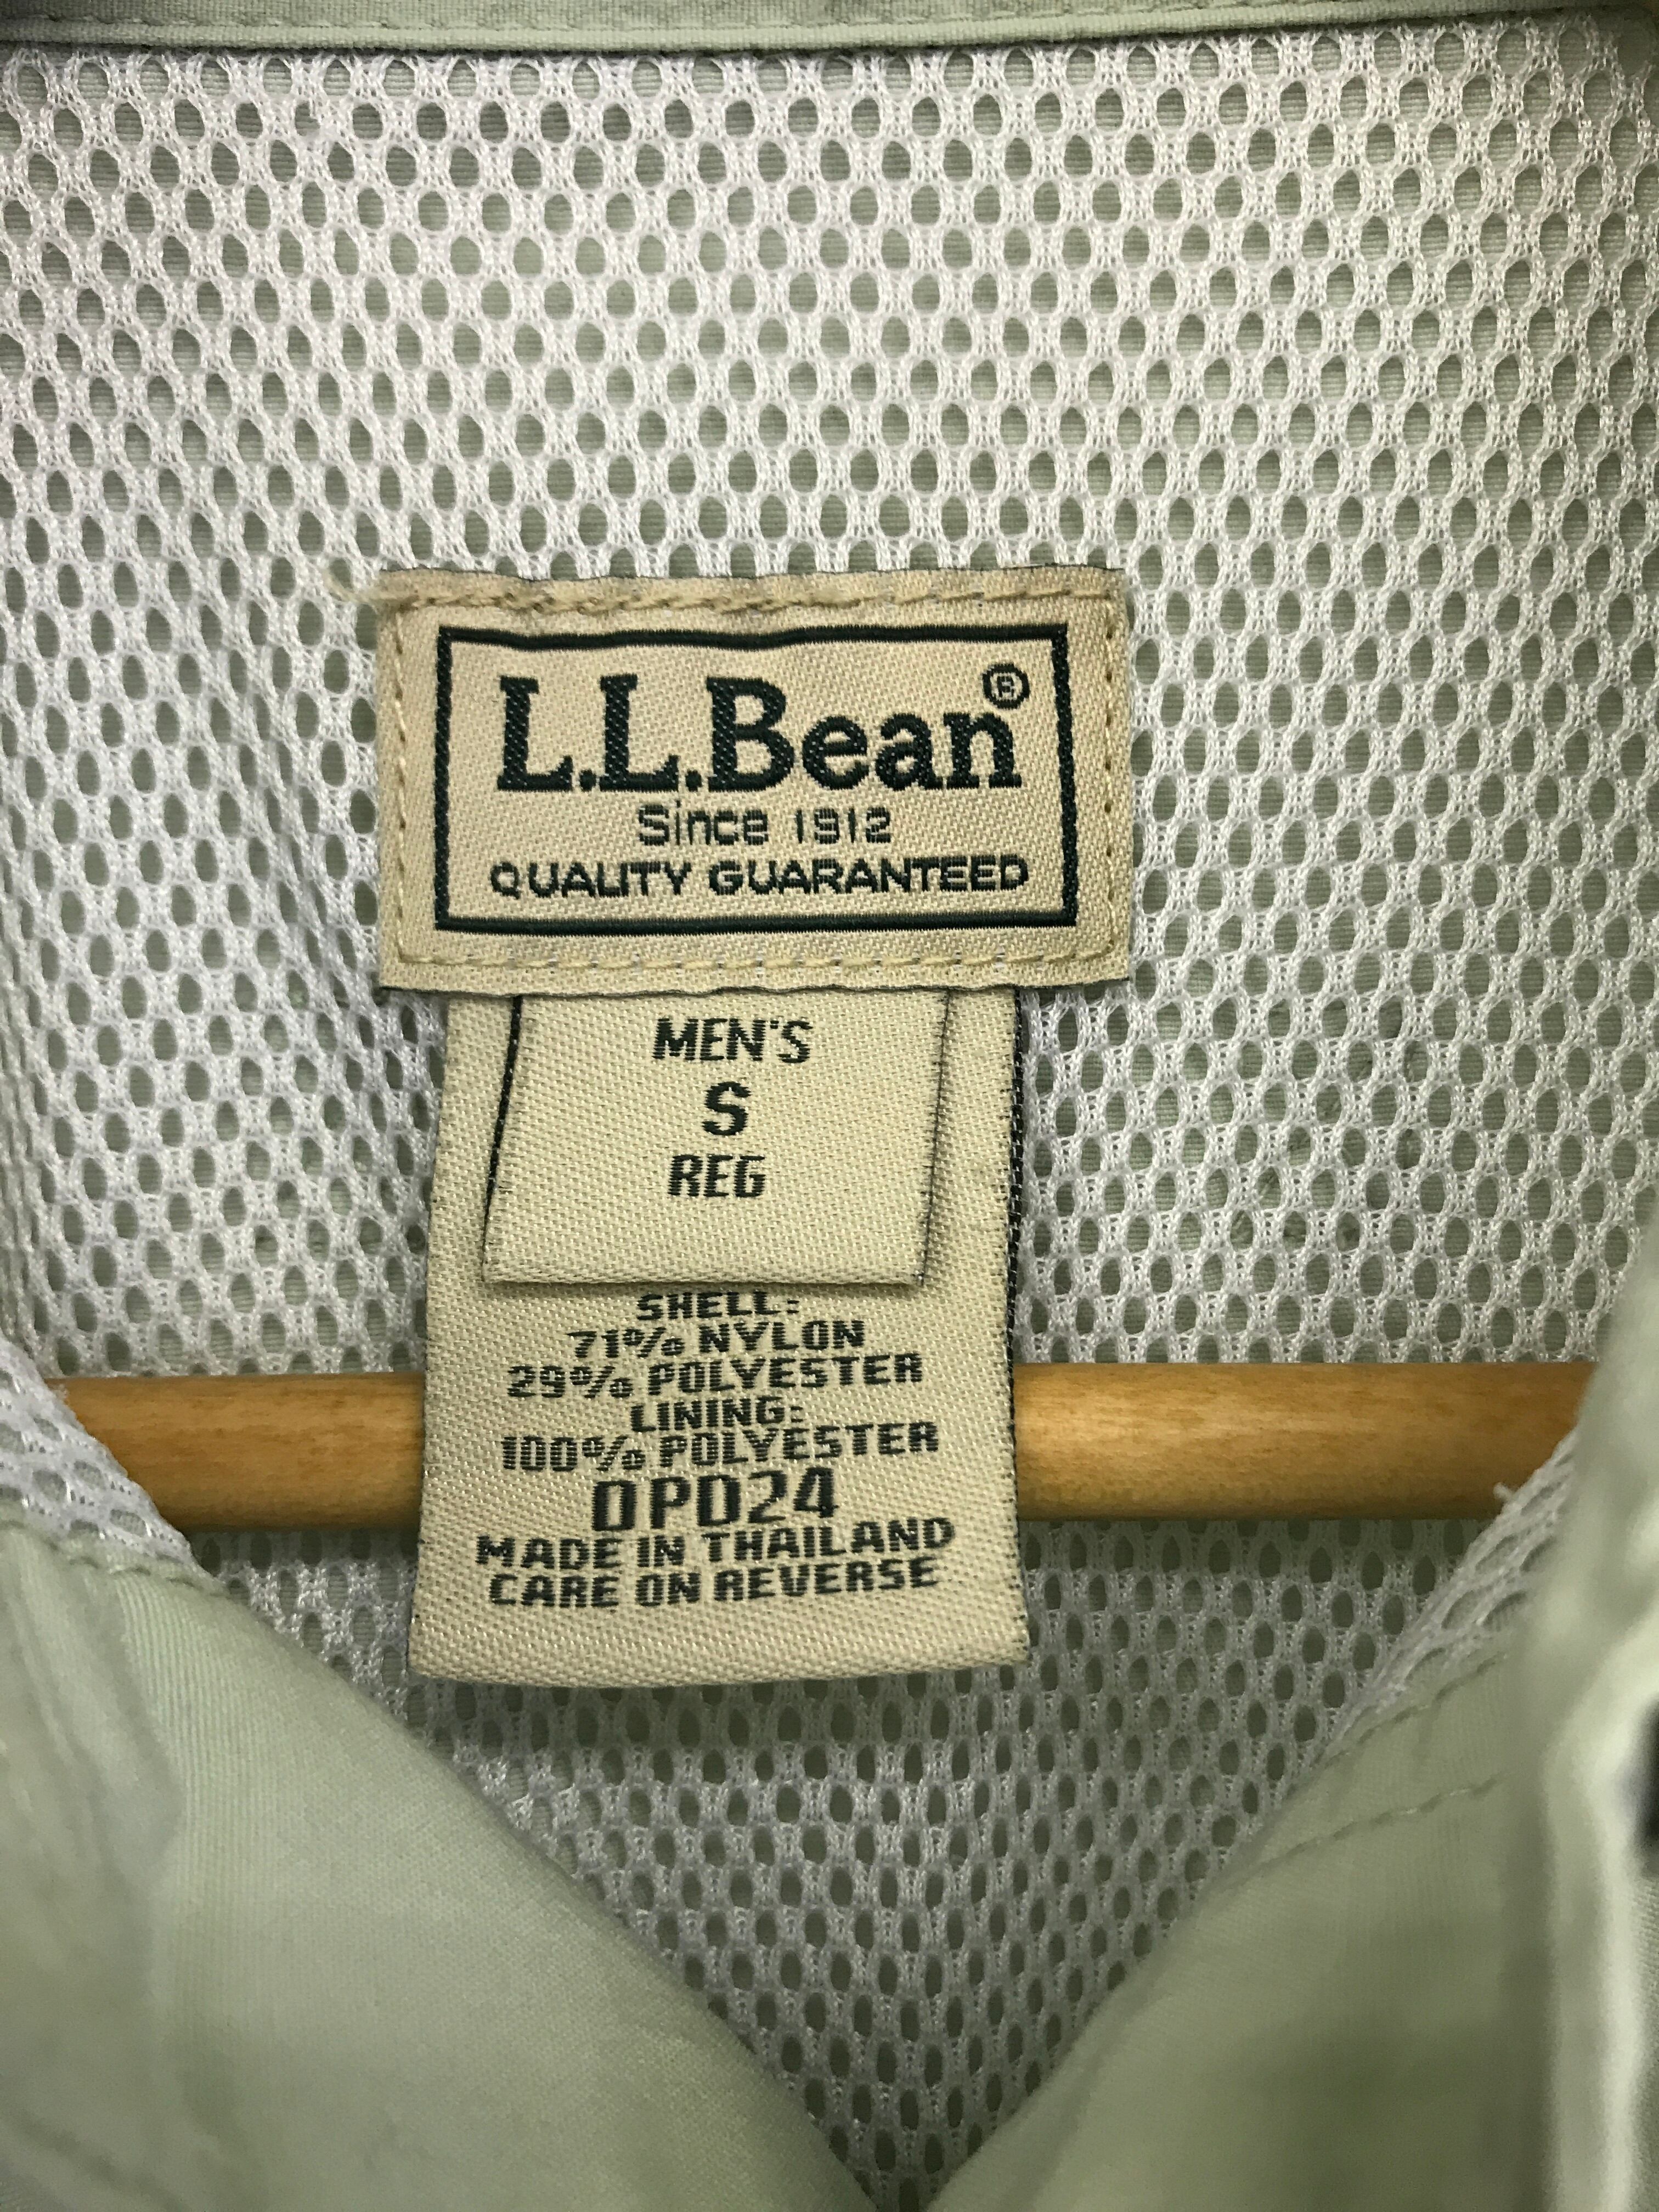 L.L.Bean®
Since 1912
QUALITY GUARANTEED
MEN'S
S
REG
SHELL:
71% NYLON
29% POLYESTER
LINING:
100% POLYESTER
0PD24
MADE IN THAILAND
CARE ON REVERSE